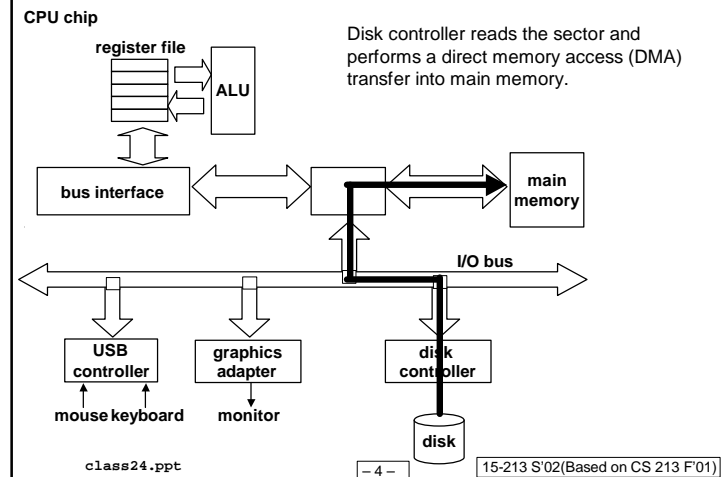 CPU chip
register file
ALU
Disk controller reads the sector and
performs a direct memory access (DMA)
transfer into main memory.
bus interface
main
memory
I/O bus
USB
controller
graphics
adapter
disk
controller
mouse keyboard
monitor
disk
class24.ppt
– 4 –
15-213 S'02(Based on CS 213 F'01)